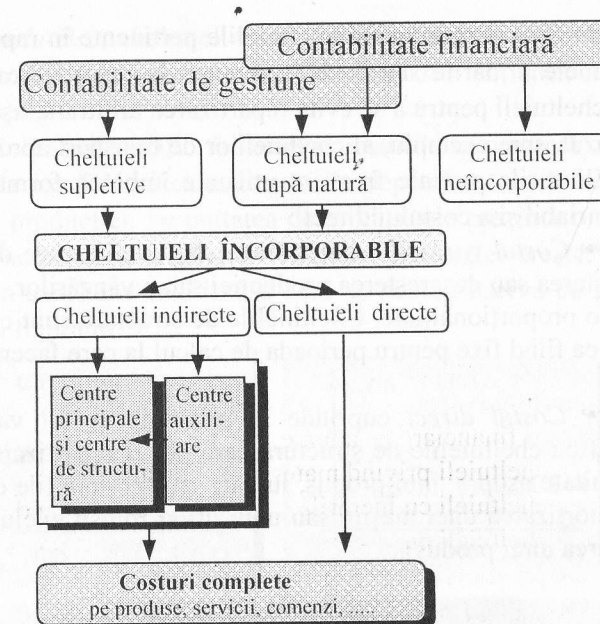 Contabilitate financiară
Contabilitate de gestiune
Cheltuieli
supletive
Cheltuieli
după natură
Cheltuieli
neîncorporabile
CHELTUIELI ÎNCORPORABILE
Cheltuieli indirecte
Cheltuieli directe
Centre
principale
și centre
de structu-
ră
Centre
auxili-
are
Costuri complete
pe produse, servicii, comenzi, ....